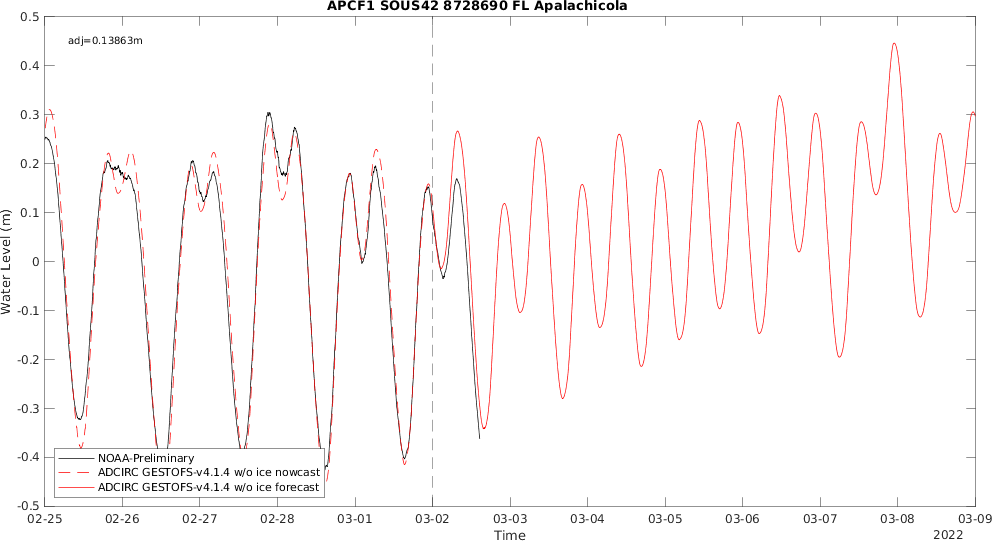 APCF1 SOUS42 8728690 FL Apalachicola
adj=0.13863m
0.5
0.4
0.3
0.2
0.1
0
-0.1
-0.2
-0.3
-0.4
-0.5
Water Level (m)
NOAA-Preliminary
ADCIRC GESTOFS-v4.1.4 w/o ice nowcast
ADCIRC GESTOFS-v4.1.4 w/o ice forecast
02-25 02-26 02-27 02-28 03-01 03-02 03-03 03-04 03-05 03-06 03-07 03-08 03-09
Time
2022